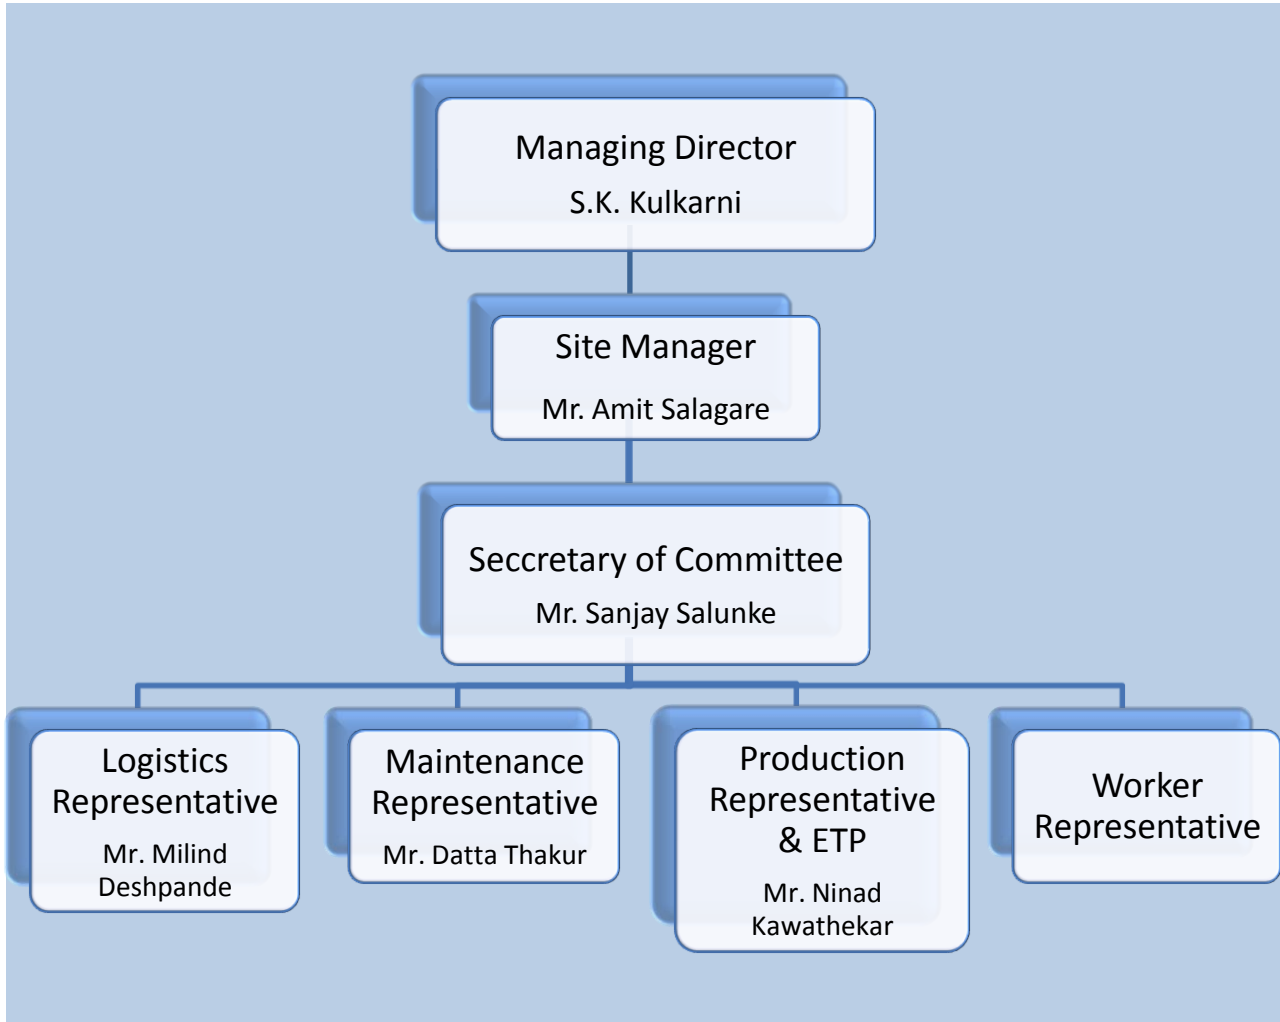 Managing Director
S.K. Kulkarni
Site Manager
Mr. Amit Salagare
Seccretary of Committee
Mr. Sanjay Salunke
Logistics
Representative
Mr. Milind
Deshpande
Maintenance
Representative
Mr. Datta Thakur
Production
Representative
& ETP
Mr. Ninad
Kawathekar
Worker
Representative